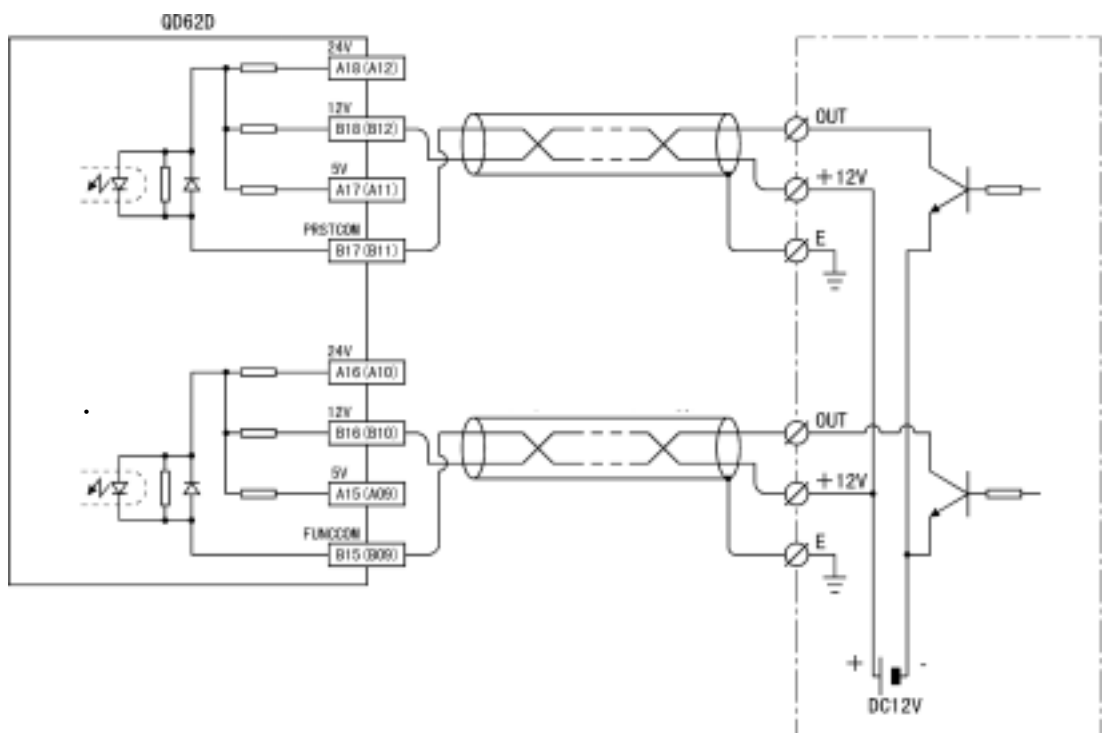 QD62D
24V
A18(A12)
12V
B18(B12)
5V
A17(A11)
PRSTCOM
B17(B11)
OUT
+12V
E
24V
A16(A10)
12V
B16(B10)
5V
A15(A09)
FUNCCOM
B15(B09)
OUT
+12V
E
+ -
DC12V